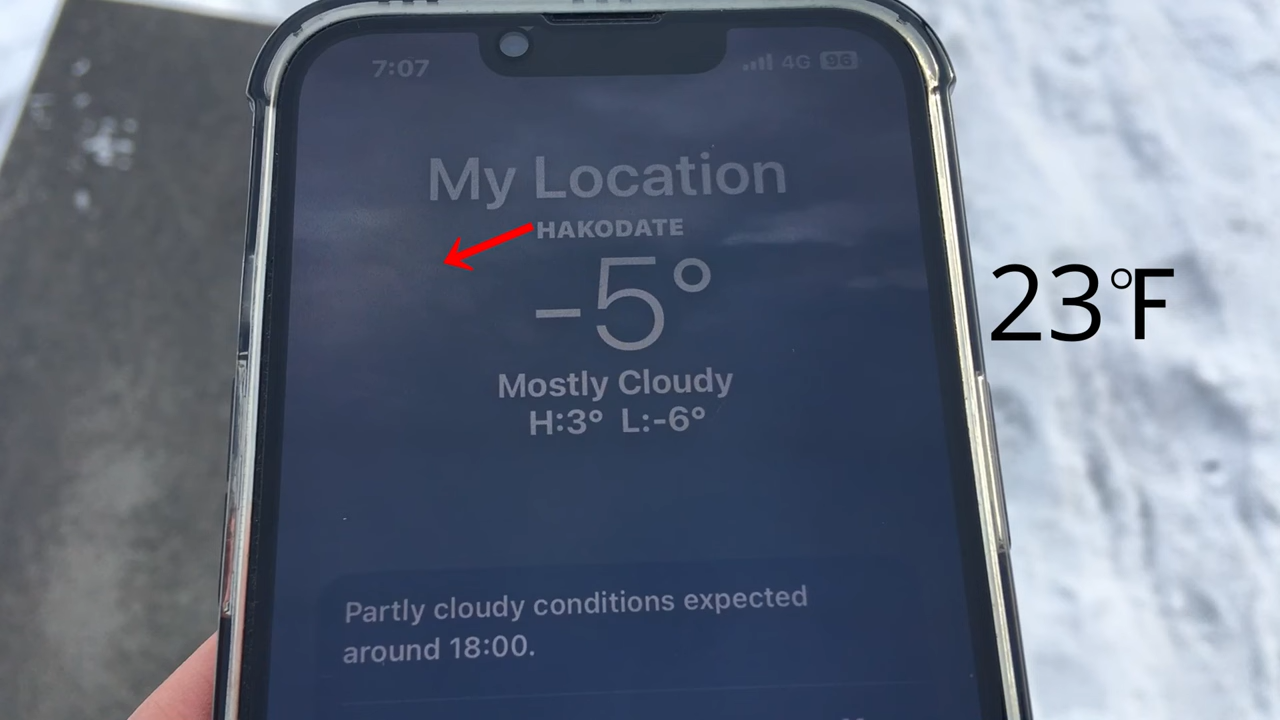 7:07
4G 96
My Location
HAKODATE
-5°
23°F
Mostly Cloudy
H:3° L:-6°
Partly cloudy conditions expected
around 18:00.